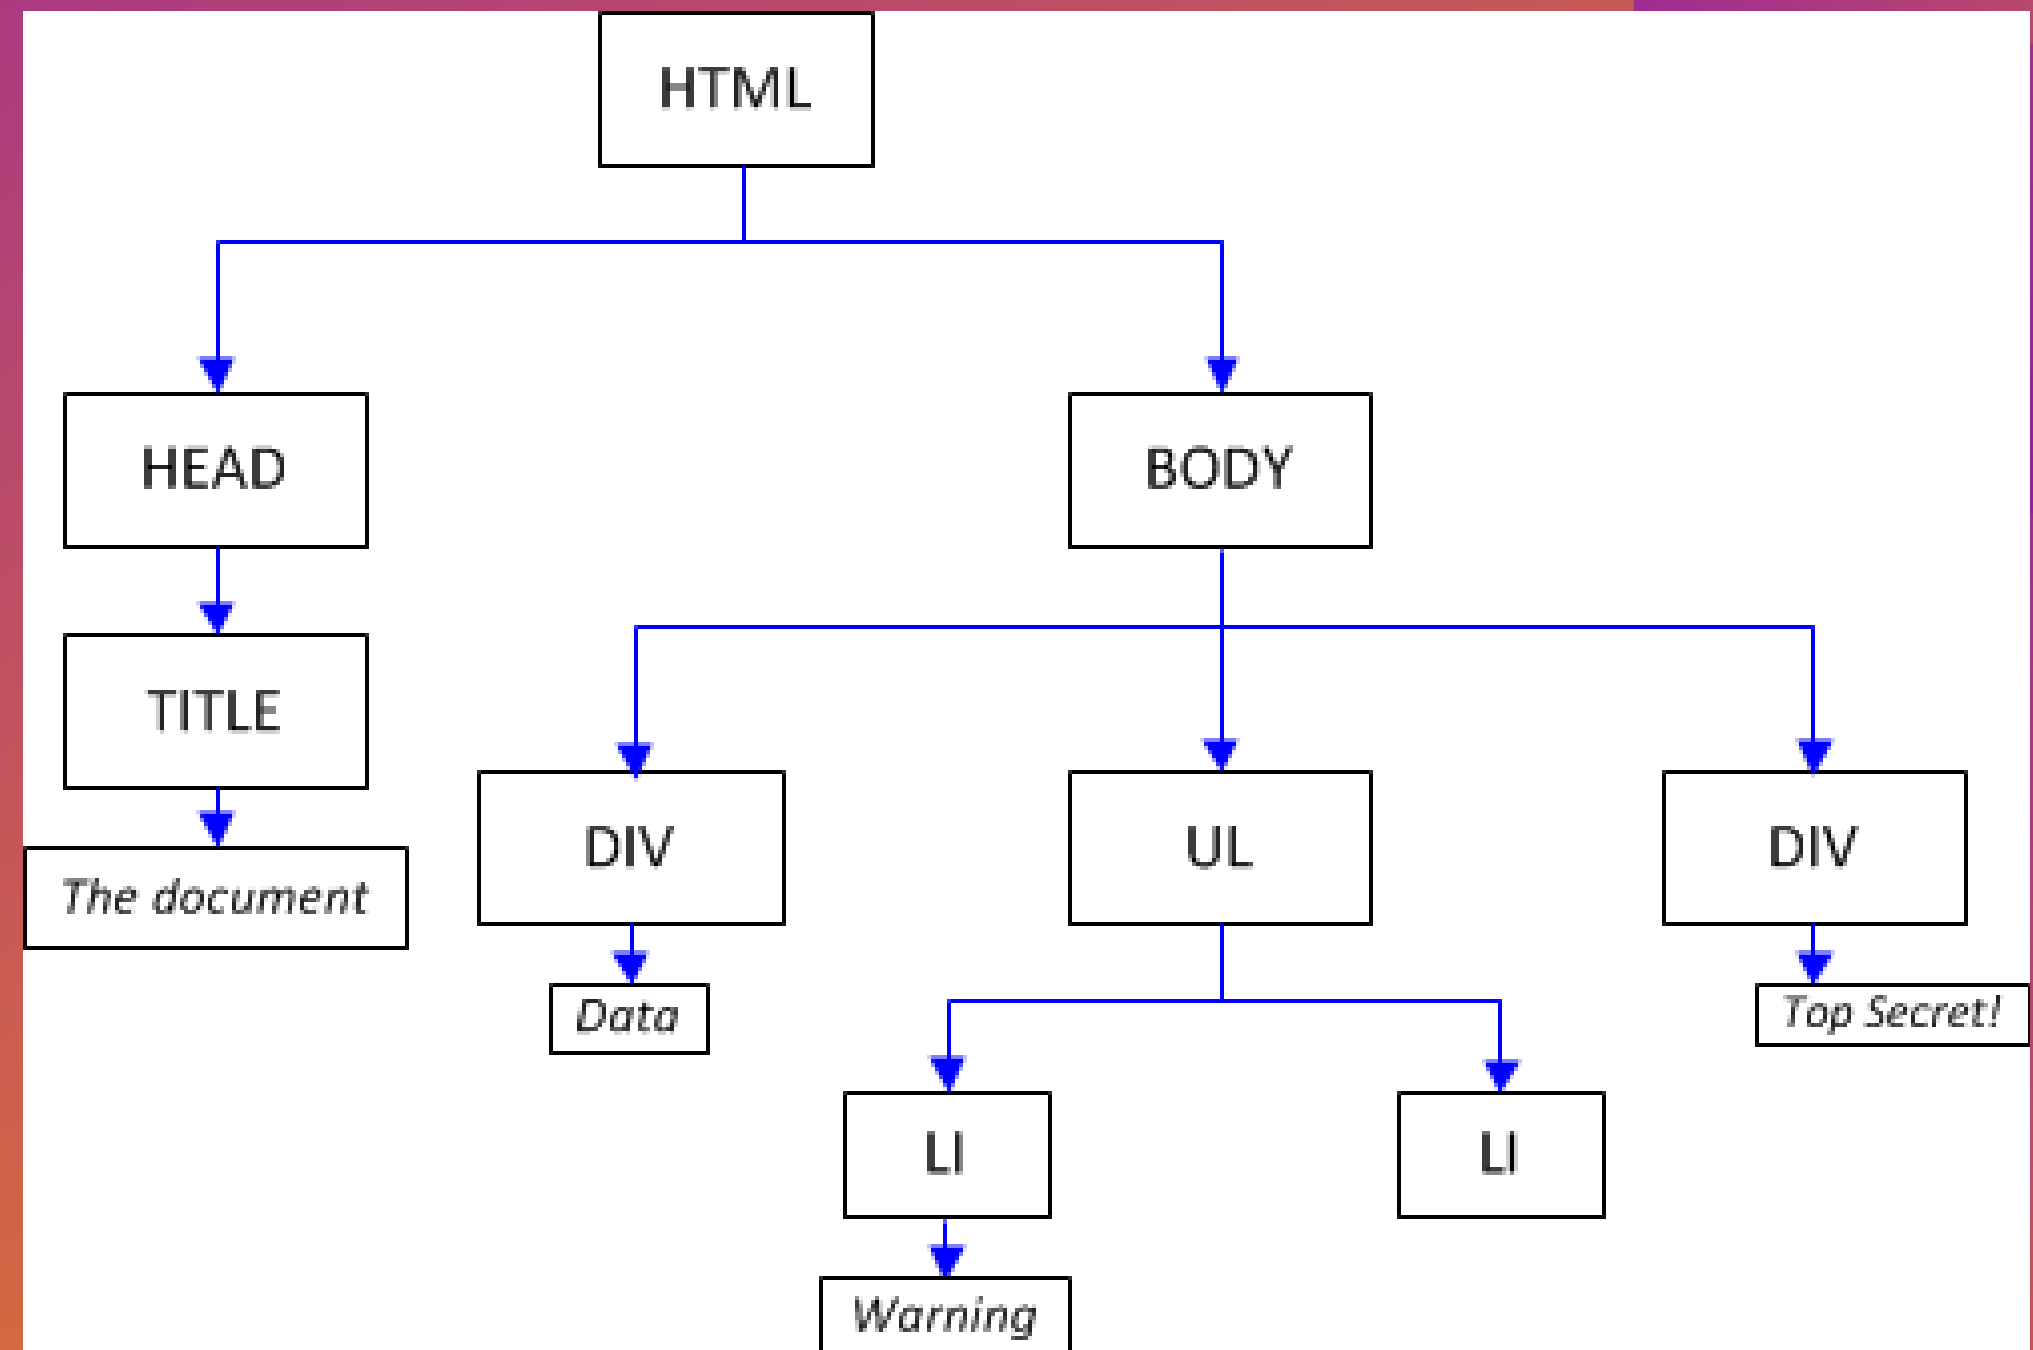 HTML
HEAD
BODY
TITLE
DIV
UL
DIV
The document
Data
Top Secret!
LI
LI
Warning